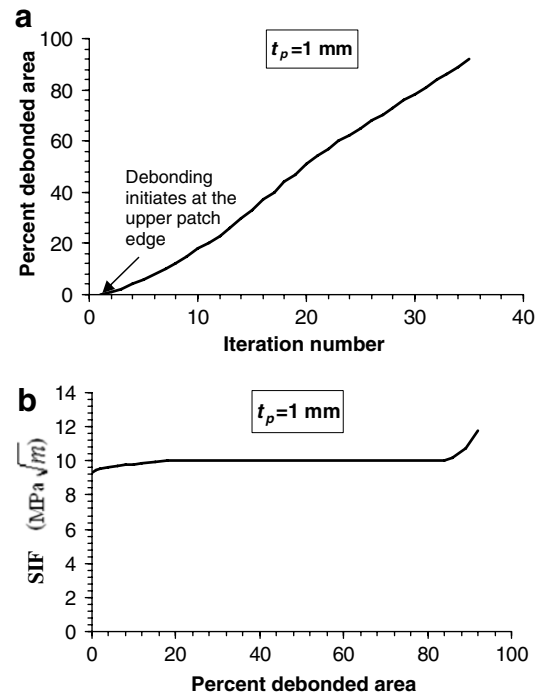 a
t_p=1 mm
Percent debonded area
100
80
60
40
20
0
Debonding
initiates at the
upper patch
edge
0 10 20 30 40
Iteration number
b
t_p=1 mm
SIF (MPa √m)
14
12
10
8
6
4
2
0
0 20 40 60 80 100
Percent debonded area